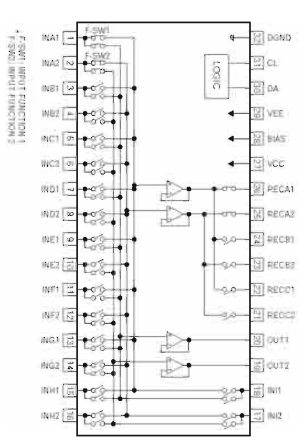 INA1 1
INA2 2
INB1 3
INB2 4
INC1 5
INC2 6
IND1 7
IND2 8
INE1 9
INE2 10
INF1 11
INF2 12
ING1 13
ING2 14
INH1 15
INH2 16
F-SW1
F-SW2
LOGIC
32 DGND
31 CL
30 DA
29 VEE
28 BIAS
27 VCC
26 RECA1
25 RECA2
24 RECB1
23 RECB2
22 RECC1
21 RECC2
20 OUT1
19 OUT2
18 INI1
17 INI2
* F-SW1: INPUT FUNCTION 1
F-SW2: INPUT FUNCTION 2